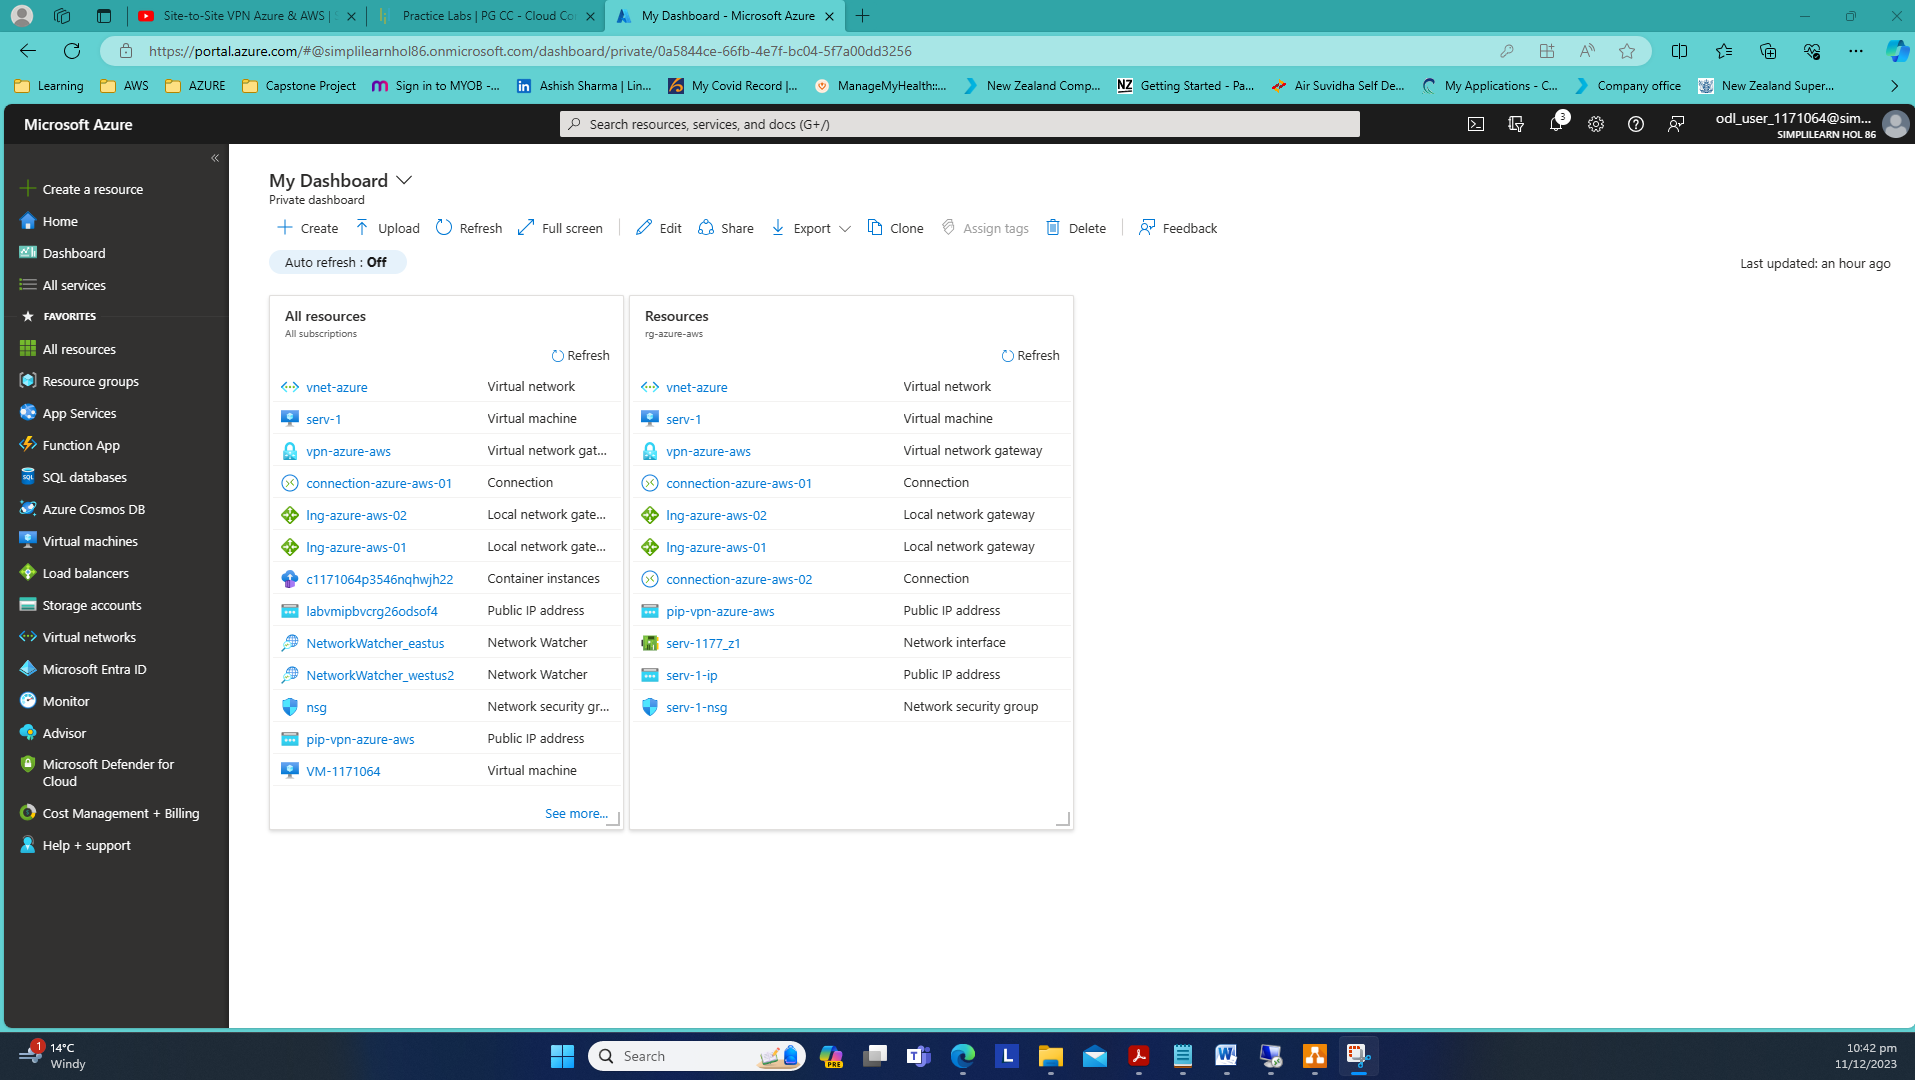 Site-to-Site VPN Azure & AWS | S
Practice Labs | PG CC - Cloud Co
My Dashboard - Microsoft Azure
https://portal.azure.com/#@simplilearnhol86.onmicrosoft.com/dashboard/private/0a5844ce-66fb-4e7f-bc04-5f7a00dd3256
Learning
AWS
AZURE
Capstone Project
Sign in to MYOB -...
Ashish Sharma | Lin...
My Covid Record |...
ManageMyHealth::...
New Zealand Comp...
NZ
Getting Started - Pa...
Air Suvidha Self De...
My Applications - C...
Company office
New Zealand Super...
Microsoft Azure
Search resources, services, and docs (G+/)
3
odl_user_1171064@sim...
SIMPLILEARN HOL 86
Create a resource
Home
Dashboard
All services
FAVORITES
All resources
Resource groups
App Services
Function App
SQL databases
Azure Cosmos DB
Virtual machines
Load balancers
Storage accounts
Virtual networks
Microsoft Entra ID
Monitor
Advisor
Microsoft Defender for
Cloud
Cost Management + Billing
Help + support
My Dashboard
Private dashboard
Create
Upload
Refresh
Full screen
Edit
Share
Export
Clone
Assign tags
Delete
Feedback
Auto refresh : Off
Last updated: an hour ago
All resources
All subscriptions
Refresh
vnet-azure Virtual network
serv-1 Virtual machine
vpn-azure-aws Virtual network gat...
connection-azure-aws-01 Connection
lng-azure-aws-02 Local network gate...
lng-azure-aws-01 Local network gate...
c1171064p3546nqhwjh22 Container instances
labvmipbvcrg26odsof4 Public IP address
NetworkWatcher_eastus Network Watcher
NetworkWatcher_westus2 Network Watcher
nsg Network security gr...
pip-vpn-azure-aws Public IP address
VM-1171064 Virtual machine
See more...
Resources
rg-azure-aws
Refresh
vnet-azure Virtual network
serv-1 Virtual machine
vpn-azure-aws Virtual network gateway
connection-azure-aws-01 Connection
lng-azure-aws-02 Local network gateway
lng-azure-aws-01 Local network gateway
connection-azure-aws-02 Connection
pip-vpn-azure-aws Public IP address
serv-1177_z1 Network interface
serv-1-ip Public IP address
serv-1-nsg Network security group
1
14°C
Windy
Search
PRE
L
10:42 pm
11/12/2023